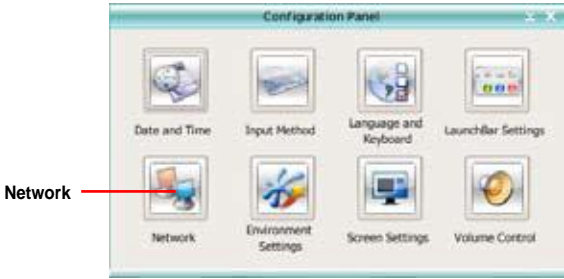 Configuration Panel
Date and Time
Input Method
Language and
Keyboard
LaunchBar Settings
Network
Network
Environment
Settings
Screen Settings
Volume Control